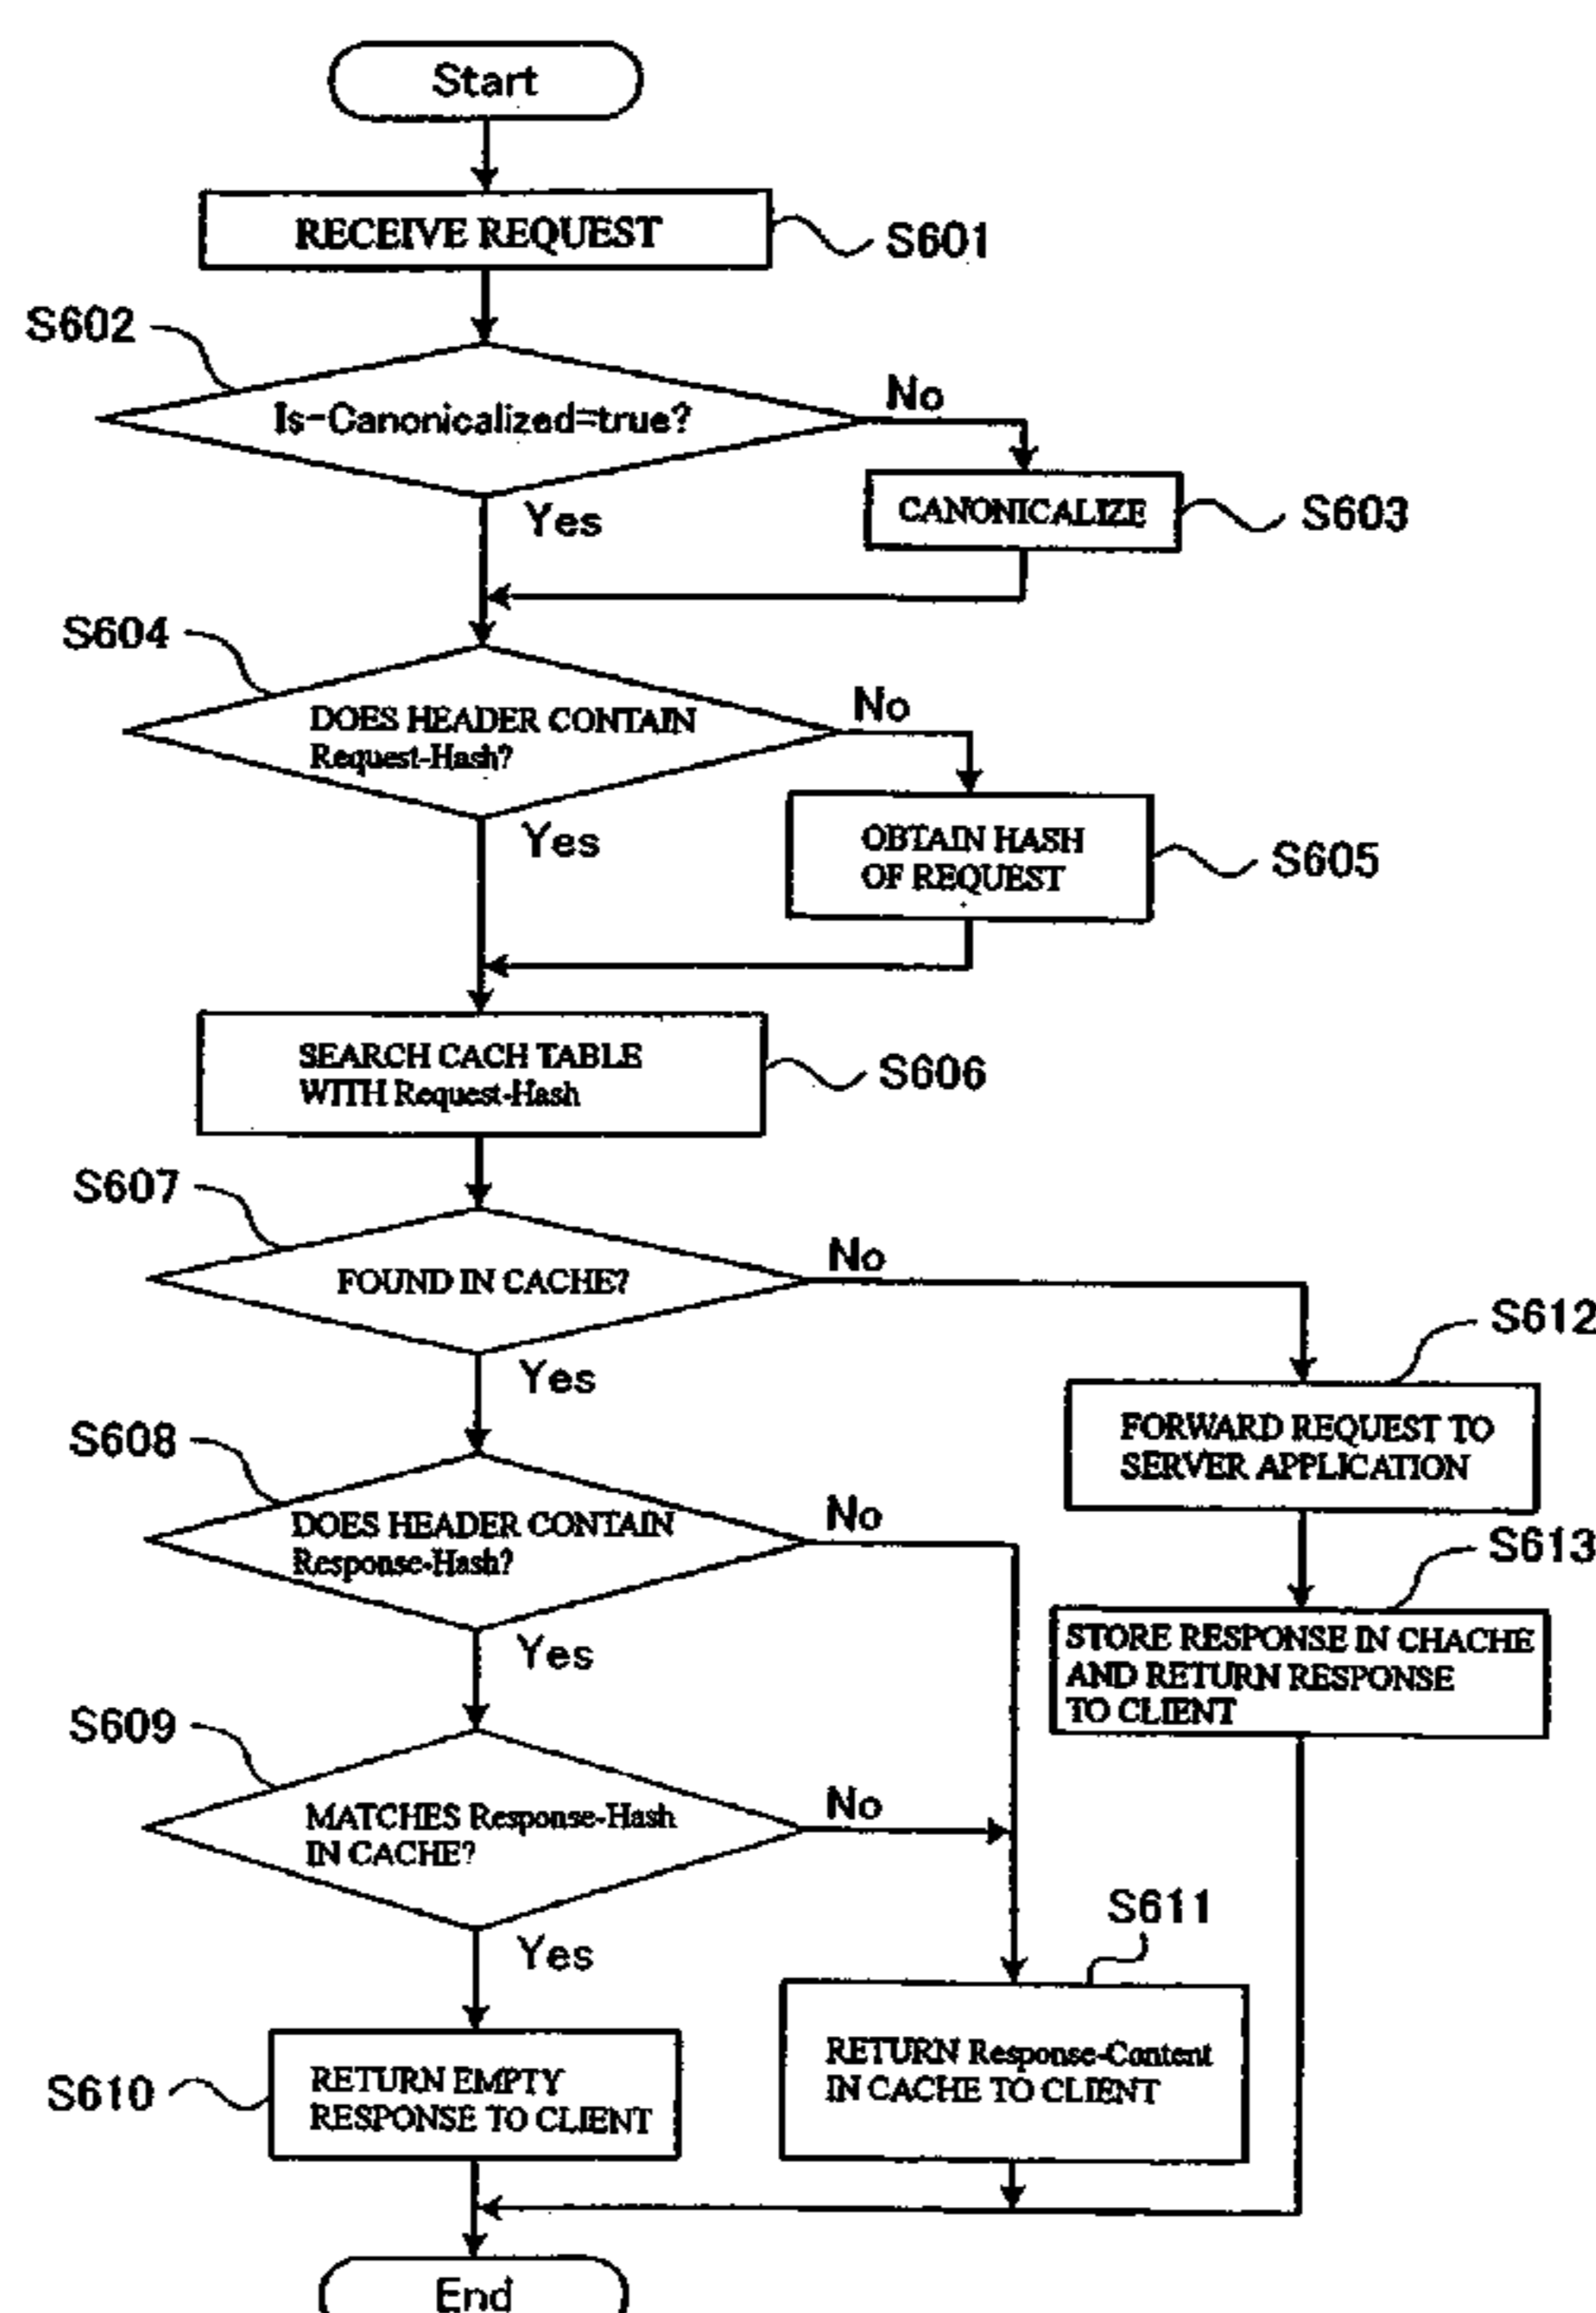 Start
RECEIVE REQUEST
S601
S602
Is-Canonicalized=true?
No
CANONICALIZE
S603
Yes
S604
DOES HEADER CONTAIN
Request-Hash?
No
Yes
OBTAIN HASH
OF REQUEST
S605
SEARCH CACH TABLE
WITH Request-Hash
S606
S607
FOUND IN CACHE?
No
Yes
S612
FORWARD REQUEST TO
SERVER APPLICATION
S608
DOES HEADER CONTAIN
Response-Hash?
No
Yes
S613
STORE RESPONSE IN CHACHE
AND RETURN RESPONSE
TO CLIENT
S609
MATCHES Response-Hash
IN CACHE?
No
Yes
S611
RETURN Response-Content
IN CACHE TO CLIENT
S610
RETURN EMPTY
RESPONSE TO CLIENT
End